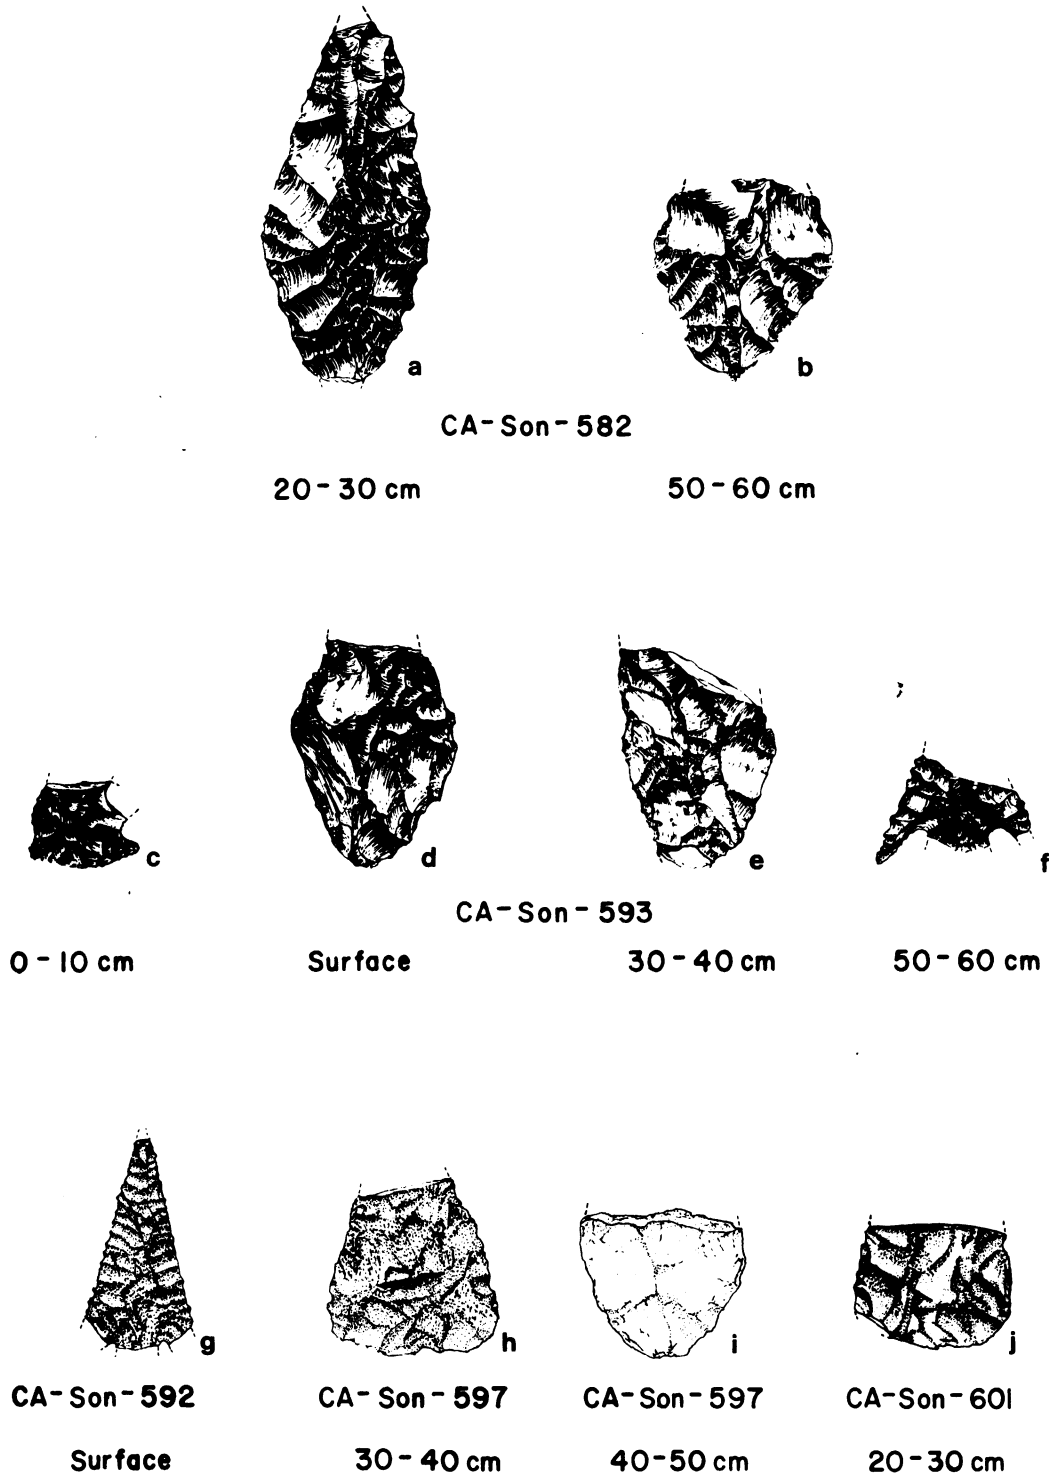 a b
CA-Son-582
20-30 cm 50-60 cm
c d e f
CA-Son-593
0-10 cm Surface 30-40 cm 50-60 cm
g h i j
CA-Son-592 CA-Son-597 CA-Son-597 CA-Son-601
Surface 30-40 cm 40-50 cm 20-30 cm